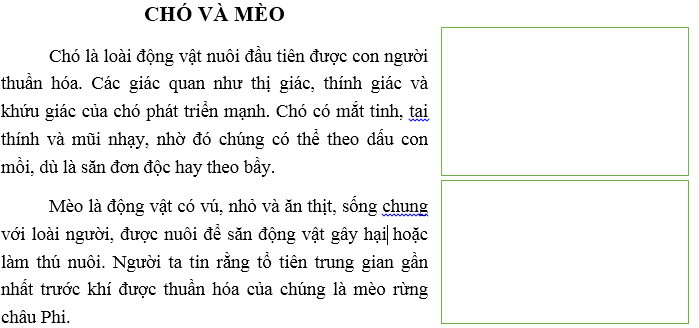 CHÓ VÀ MÈO
Chó là loài động vật nuôi đầu tiên được con người
thuần hóa. Các giác quan như thị giác, thính giác và
khứu giác của chó phát triển mạnh. Chó có mắt tinh, tai
thính và mũi nhạy, nhờ đó chúng có thể theo dấu con
mồi, dù là săn đơn độc hay theo bầy.
Mèo là động vật có vú, nhỏ và ăn thịt, sống chung
với loài người, được nuôi để săn động vật gây hại hoặc
làm thú nuôi. Người ta tin rằng tổ tiên trung gian gần
nhất trước khí được thuần hóa của chúng là mèo rừng
châu Phi.